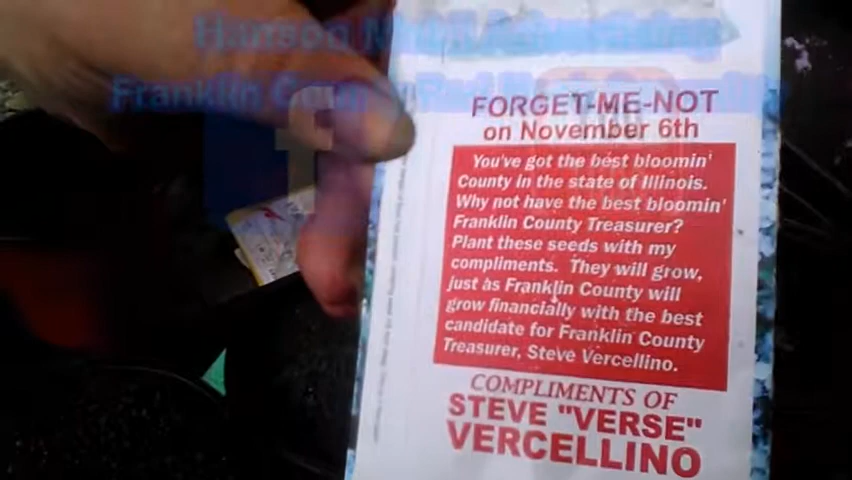 Franklin County
FORGET-ME-NOT
on November 6th
You've got the best bloomin'
County in the state of Illinois.
Why not have the best bloomin'
Franklin County Treasurer?
Plant these seeds with my
compliments. They will grow,
just as Franklin County will
grow financially with the best
candidate for Franklin County
Treasurer, Steve Vercellino.
COMPLIMENTS OF
STEVE "VERSE"
VERCELLINO